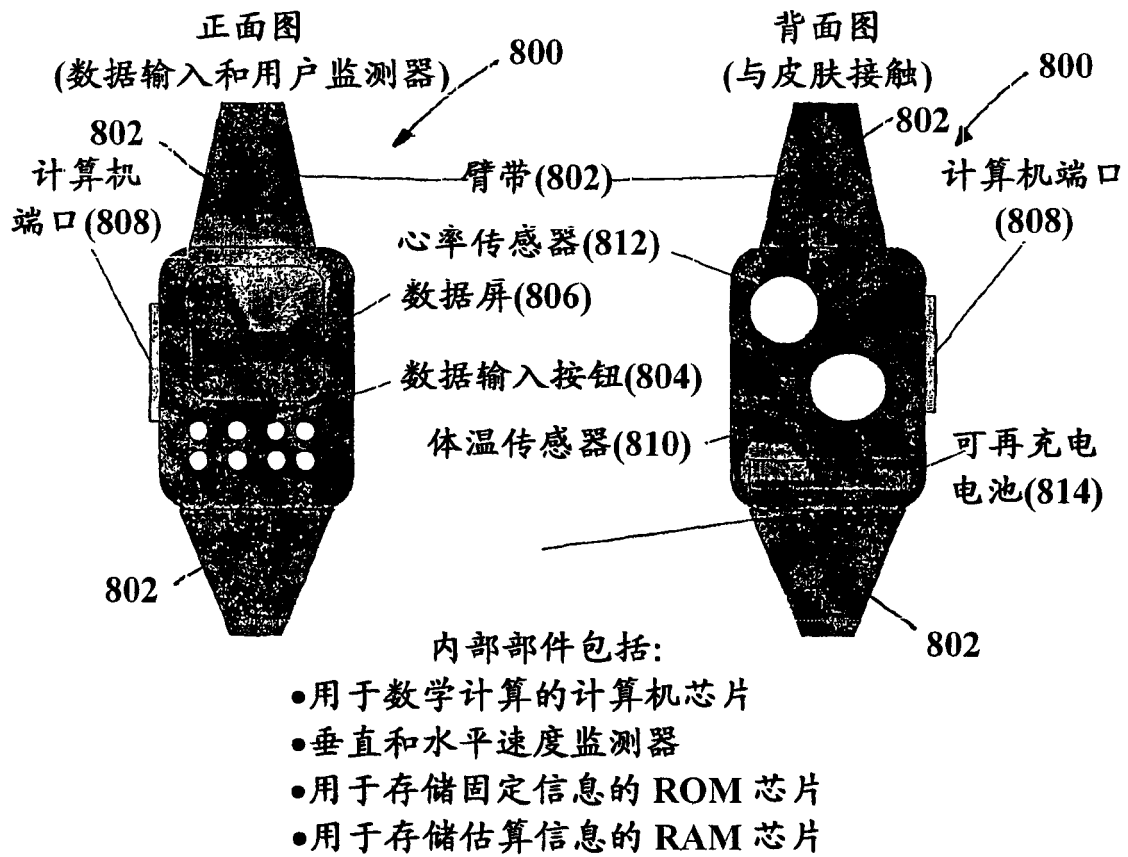 正面图
(数据输入和用户监测器)
800
802
计算机
端口(808)
背面图
(与皮肤接触)
800
802
臂带(802)
计算机端口
(808)
心率传感器(812)
数据屏(806)
数据输入按钮(804)
体温传感器(810)
可再充电
电池(814)
802
802
内部部件包括:
•用于数学计算的计算机芯片
•垂直和水平速度监测器
•用于存储固定信息的 ROM 芯片
•用于存储估算信息的 RAM 芯片